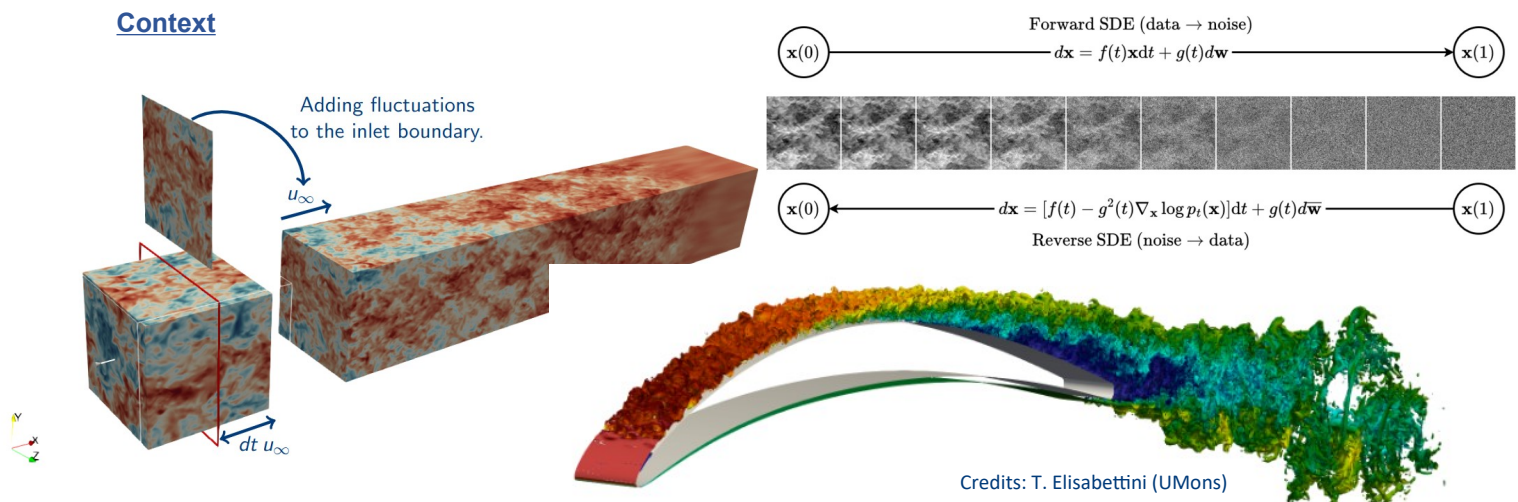 Context
Adding fluctuations
to the inlet boundary.
u∞
dt u∞
Y
X
Z
Forward SDE (data → noise)
x(0)
dx = f(t)xdt + g(t)dw
x(1)
x(0)
dx = [f(t) − g²(t)∇ₓ log pₜ(x)]dt + g(t)dw̅
x(1)
Reverse SDE (noise → data)
Credits: T. Elisabettini (UMons)